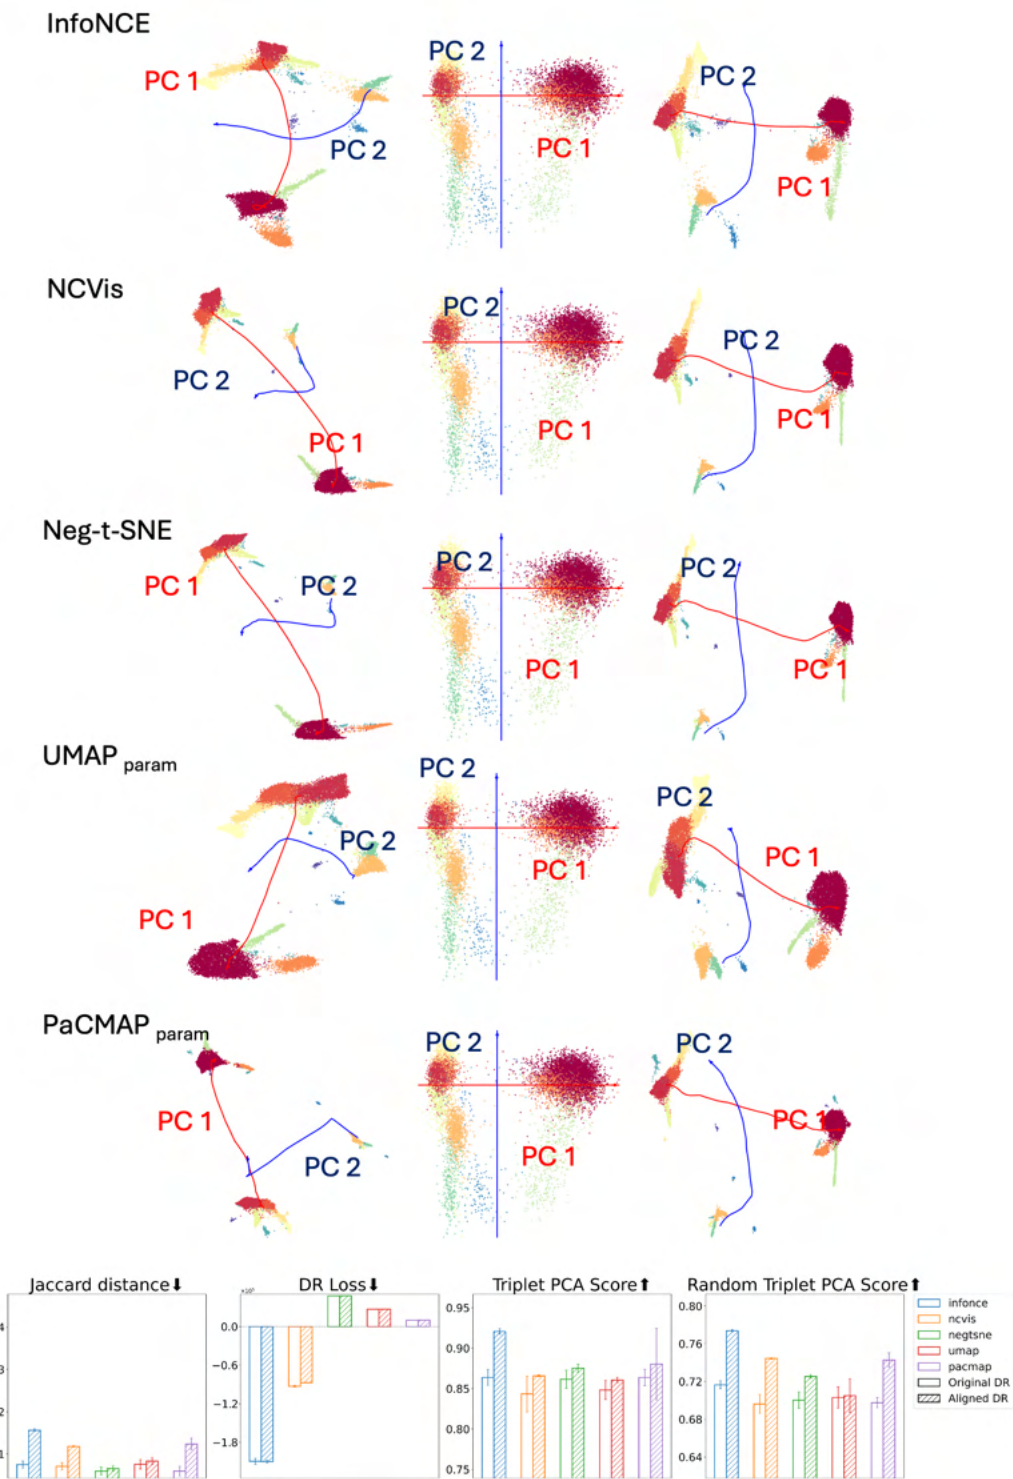 InfoNCE
PC 1
PC 2
PC 2
PC 1
PC 2
PC 1
NCVis
PC 2
PC 1
PC 2
PC 1
PC 2
PC 1
Neg-t-SNE
PC 1
PC 2
PC 2
PC 1
PC 2
PC 1
UMAP param
PC 2
PC 1
PC 2
PC 1
PC 2
PC 1
PaCMAP param
PC 1
PC 2
PC 2
PC 1
PC 2
PC 1
Jaccard distance⬇
4
3
2
1
DR Loss⬇
0.0
−0.6
−1.2
−1.8
Triplet PCA Score⬆
0.95
0.90
0.85
0.80
0.75
Random Triplet PCA Score⬆
0.80
0.76
0.72
0.68
0.64
infonce
ncvis
negtsne
umap
pacmap
Original DR
Aligned DR